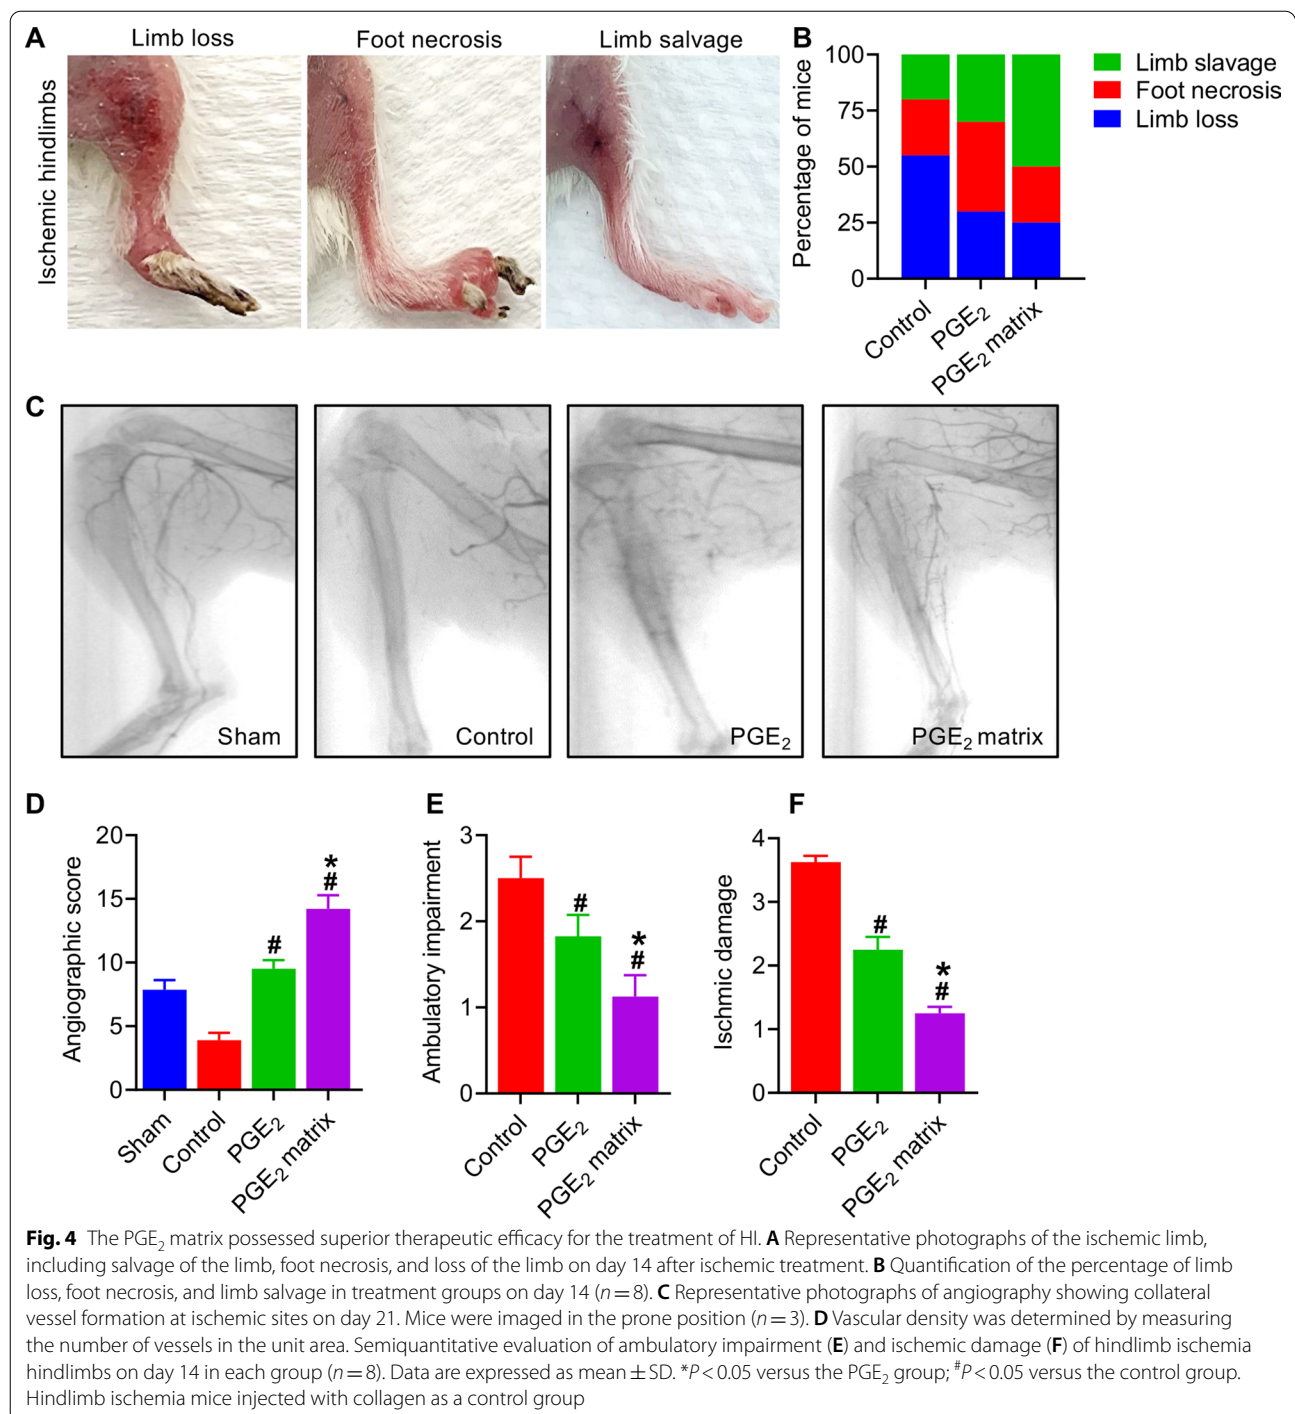 A
Limb loss
Foot necrosis
Limb salvage
Ischemic hindlimbs
B
Percentage of mice
100
75
50
25
0
Control
PGE₂
PGE₂ matrix
Limb slavage
Foot necrosis
Limb loss
C
Sham
Control
PGE₂
PGE₂ matrix
D
Angiographic score
20
15
10
5
0
*
#
#
Sham
Control
PGE₂
PGE₂ matrix
E
Ambulatory impairment
3
2
1
0
#
*
#
Control
PGE₂
PGE₂ matrix
F
Ischmic damage
4
3
2
1
0
#
*
#
Control
PGE₂
PGE₂ matrix
Fig. 4 The PGE₂ matrix possessed superior therapeutic efficacy for the treatment of HI. A Representative photographs of the ischemic limb,
including salvage of the limb, foot necrosis, and loss of the limb on day 14 after ischemic treatment. B Quantification of the percentage of limb
loss, foot necrosis, and limb salvage in treatment groups on day 14 (n = 8). C Representative photographs of angiography showing collateral
vessel formation at ischemic sites on day 21. Mice were imaged in the prone position (n = 3). D Vascular density was determined by measuring
the number of vessels in the unit area. Semiquantitative evaluation of ambulatory impairment (E) and ischemic damage (F) of hindlimb ischemia
hindlimbs on day 14 in each group (n = 8). Data are expressed as mean ± SD. *P < 0.05 versus the PGE₂ group; #P < 0.05 versus the control group.
Hindlimb ischemia mice injected with collagen as a control group